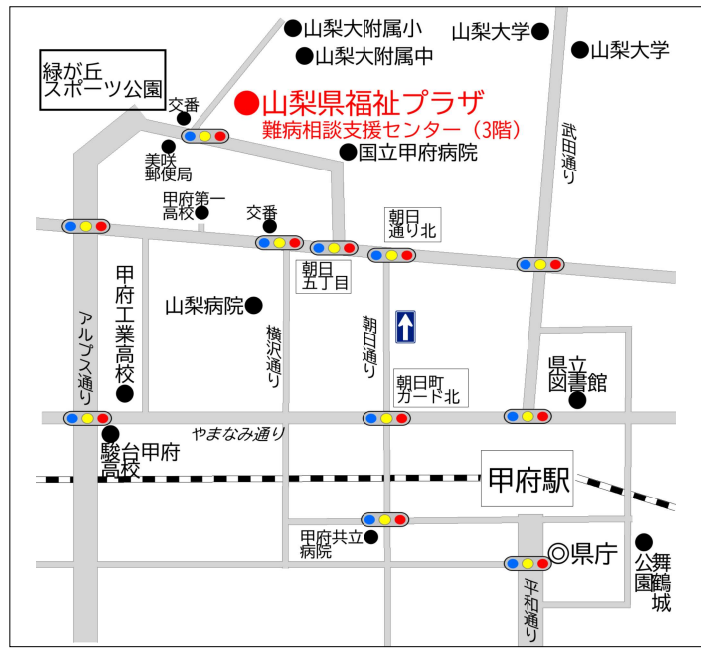 山梨大附属小
山梨大学
山梨大附属中
山梨大学
緑が丘
スポーツ公園
交番
山梨県福祉プラザ
難病相談支援センター（3階）
武田通り
美咲
郵便局
国立甲府病院
甲府第一
高校
交番
朝日
通り北
朝日
五丁目
甲府工業高校
アルプス通り
山梨病院
横沢通り
朝日通り
県立
図書館
朝日町
ガード北
やまなみ通り
駿台甲府
高校
甲府駅
甲府共立
病院
県庁
舞鶴城
公園
平和通り